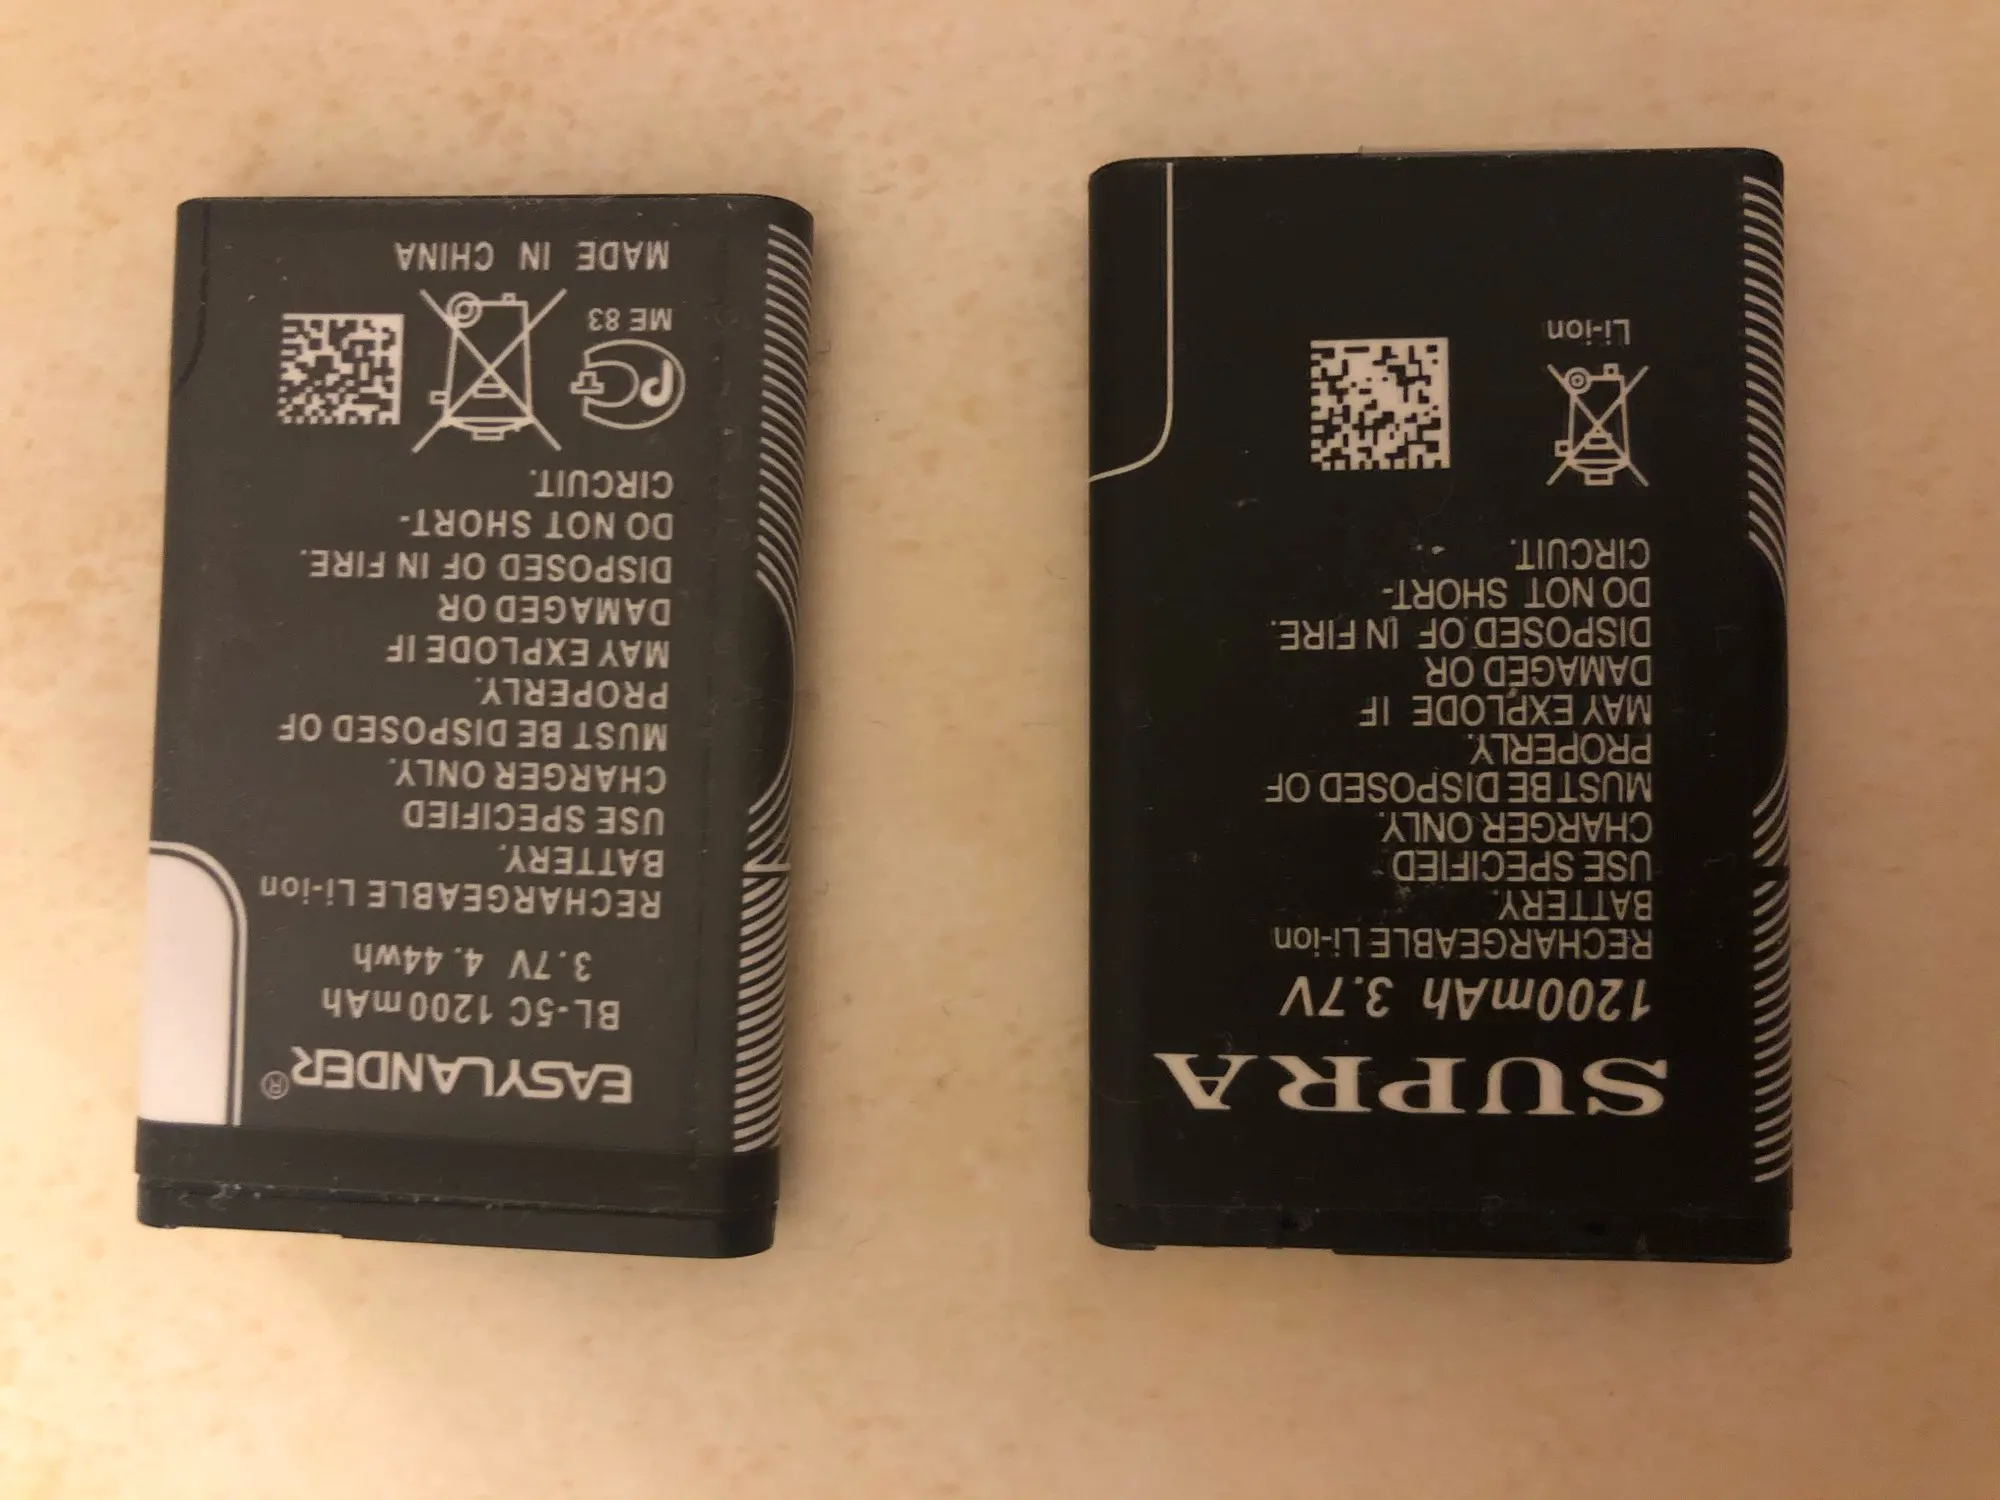 EASYLANDER®
BL-5C 1200mAh
3.7V 4.44wh
RECHARGEABLE Li-ion
BATTERY.
USE SPECIFIED
CHARGER ONLY.
MUST BE DISPOSED OF
PROPERLY.
MAY EXPLODE IF
DAMAGED OR
DISPOSED OF IN FIRE.
DO NOT SHORT-
CIRCUIT.
ME 83
MADE IN CHINA
SUPRA
1200mAh 3.7V
RECHARGEABLE Li-ion
BATTERY.
USE SPECIFIED
CHARGER ONLY.
MUST BE DISPOSED OF
PROPERLY.
MAY EXPLODE IF
DAMAGED OR
DISPOSED OF IN FIRE.
DO NOT SHORT-
CIRCUIT.
Li-ion